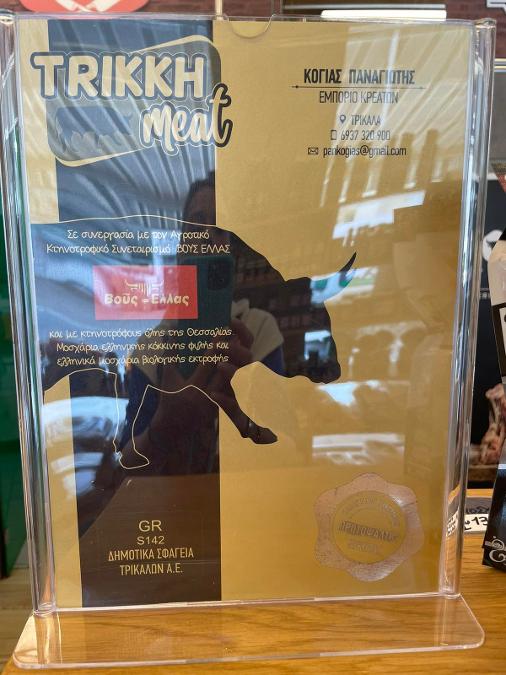 TRIKKH
meat
ΚΟΓΙΑΣ ΠΑΝΑΓΙΩΤΗΣ
ΕΜΠΟΡΙΟ ΚΡΕΑΤΩΝ
ΤΡΙΚΑΛΑ
6937 320 900
pankogias@gmail.com
Σε συνεργασία με τον Αγροτικό
Κτηνοτροφικό Συνεταιρισμό ΒΟΥΣ ΕΛΛΑΣ
Βοῦς Ελλας
και με κτηνοτρόφους όλης της Θεσσαλίας
Μοσχάρια ελληνικής κόκκινης φυλής και
ελληνικά μοσχάρια βιολογικής εκτροφής
GR
S142
ΔΗΜΟΤΙΚΑ ΣΦΑΓΕΙΑ
ΤΡΙΚΑΛΩΝ Α.Ε.